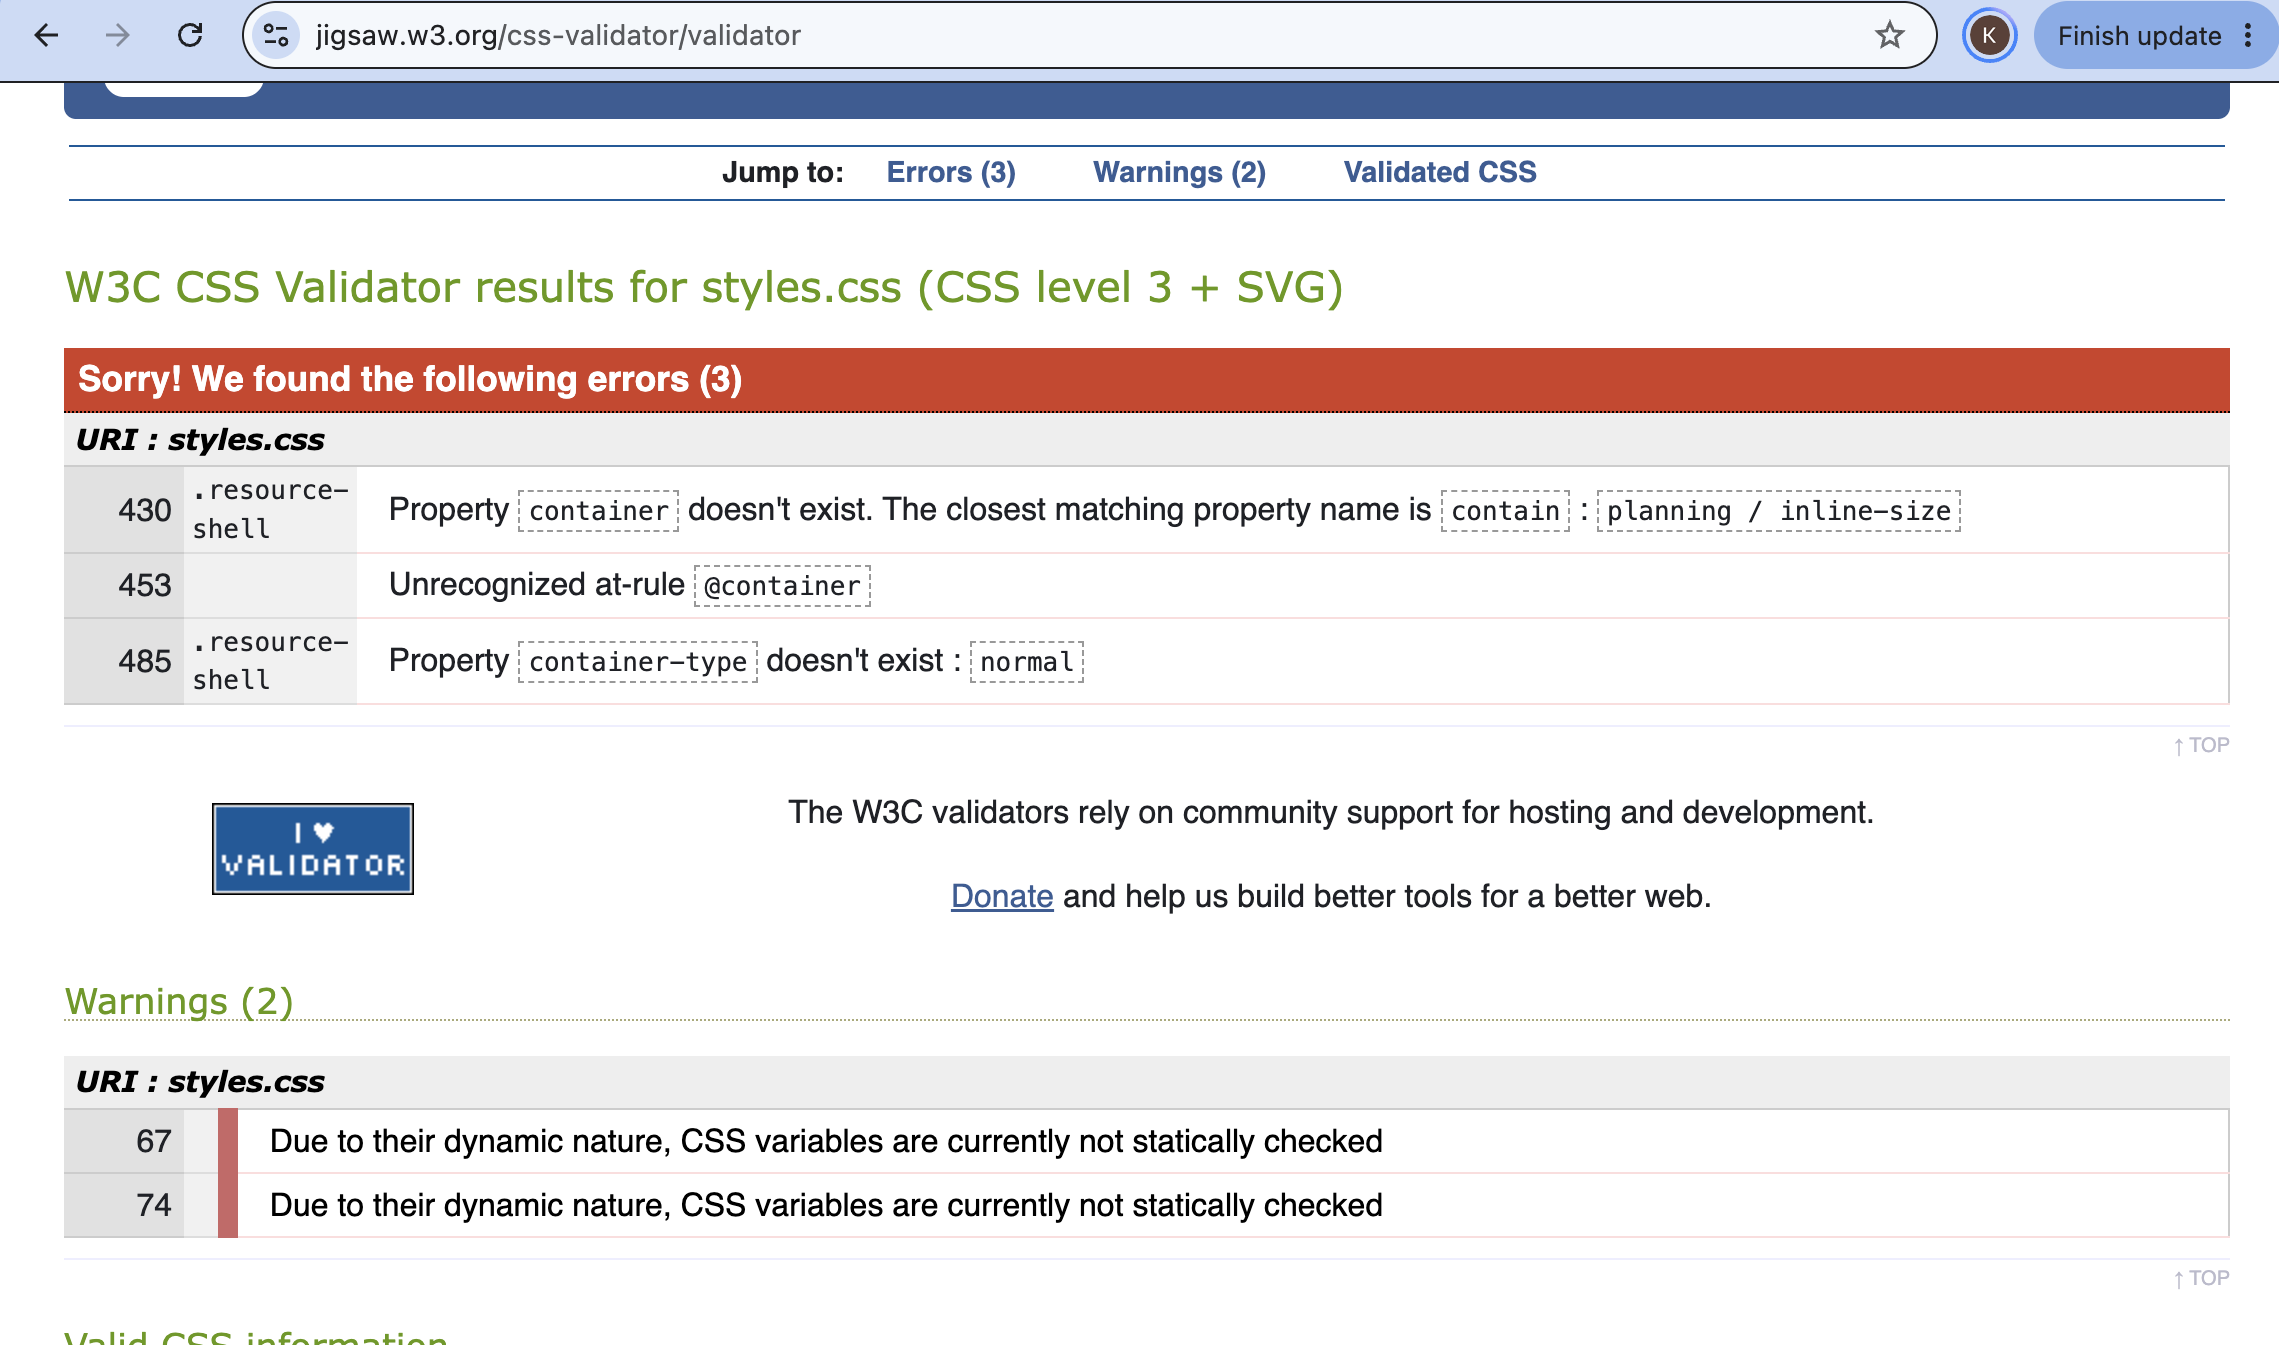 jigsaw.w3.org/css-validator/validator
K
Finish update
Jump to: Errors (3) Warnings (2) Validated CSS
W3C CSS Validator results for styles.css (CSS level 3 + SVG)
Sorry! We found the following errors (3)
URI : styles.css
430 .resource-shell Property container doesn't exist. The closest matching property name is contain : planning / inline-size
453 Unrecognized at-rule @container
485 .resource-shell Property container-type doesn't exist : normal
↑ TOP
I ♥
VALIDATOR
The W3C validators rely on community support for hosting and development.
Donate and help us build better tools for a better web.
Warnings (2)
URI : styles.css
67 Due to their dynamic nature, CSS variables are currently not statically checked
74 Due to their dynamic nature, CSS variables are currently not statically checked
↑ TOP
Valid CSS information